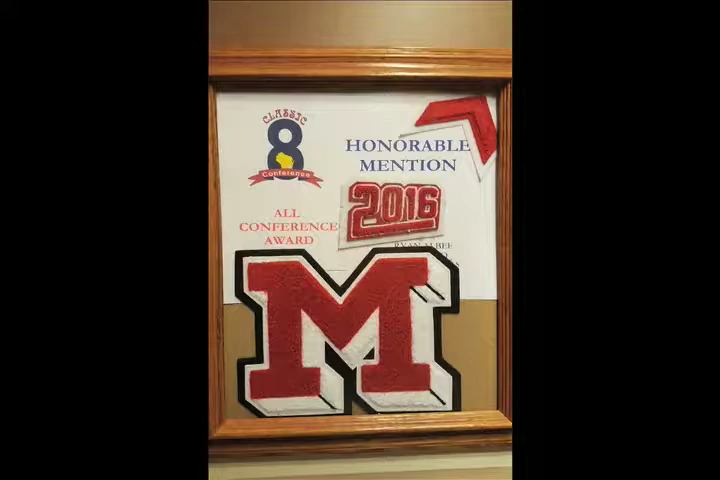 CLASSIC
8
Conference
HONORABLE
MENTION
2016
ALL
CONFERENCE
AWARD
M